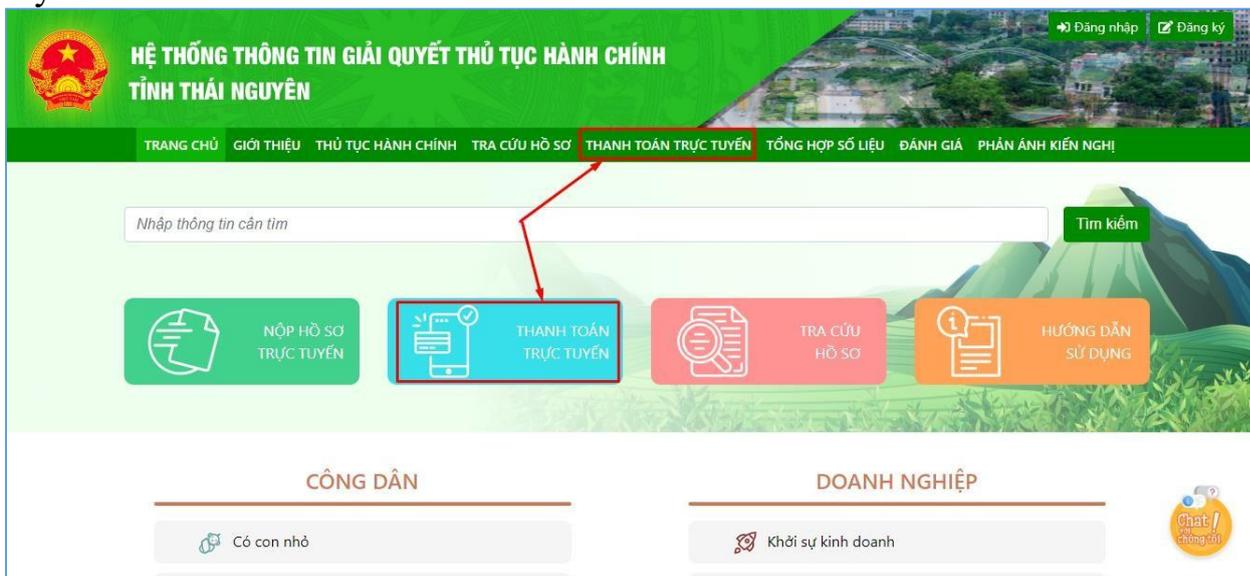 y
HỆ THỐNG THÔNG TIN GIẢI QUYẾT THỦ TỤC HÀNH CHÍNH
TỈNH THÁI NGUYÊN
Đăng nhập Đăng ký
TRANG CHỦ GIỚI THIỆU THỦ TỤC HÀNH CHÍNH TRA CỨU HỒ SƠ THANH TOÁN TRỰC TUYẾN TỔNG HỢP SỐ LIỆU ĐÁNH GIÁ PHẢN ÁNH KIẾN NGHỊ
Nhập thông tin cần tìm
Tìm kiếm
NỘP HỒ SƠ
TRỰC TUYẾN
THANH TOÁN
TRỰC TUYẾN
TRA CỨU
HỒ SƠ
HƯỚNG DẪN
SỬ DỤNG
CÔNG DÂN
DOANH NGHIỆP
Có con nhỏ
Khởi sự kinh doanh
Chat !
với
chúng tôi